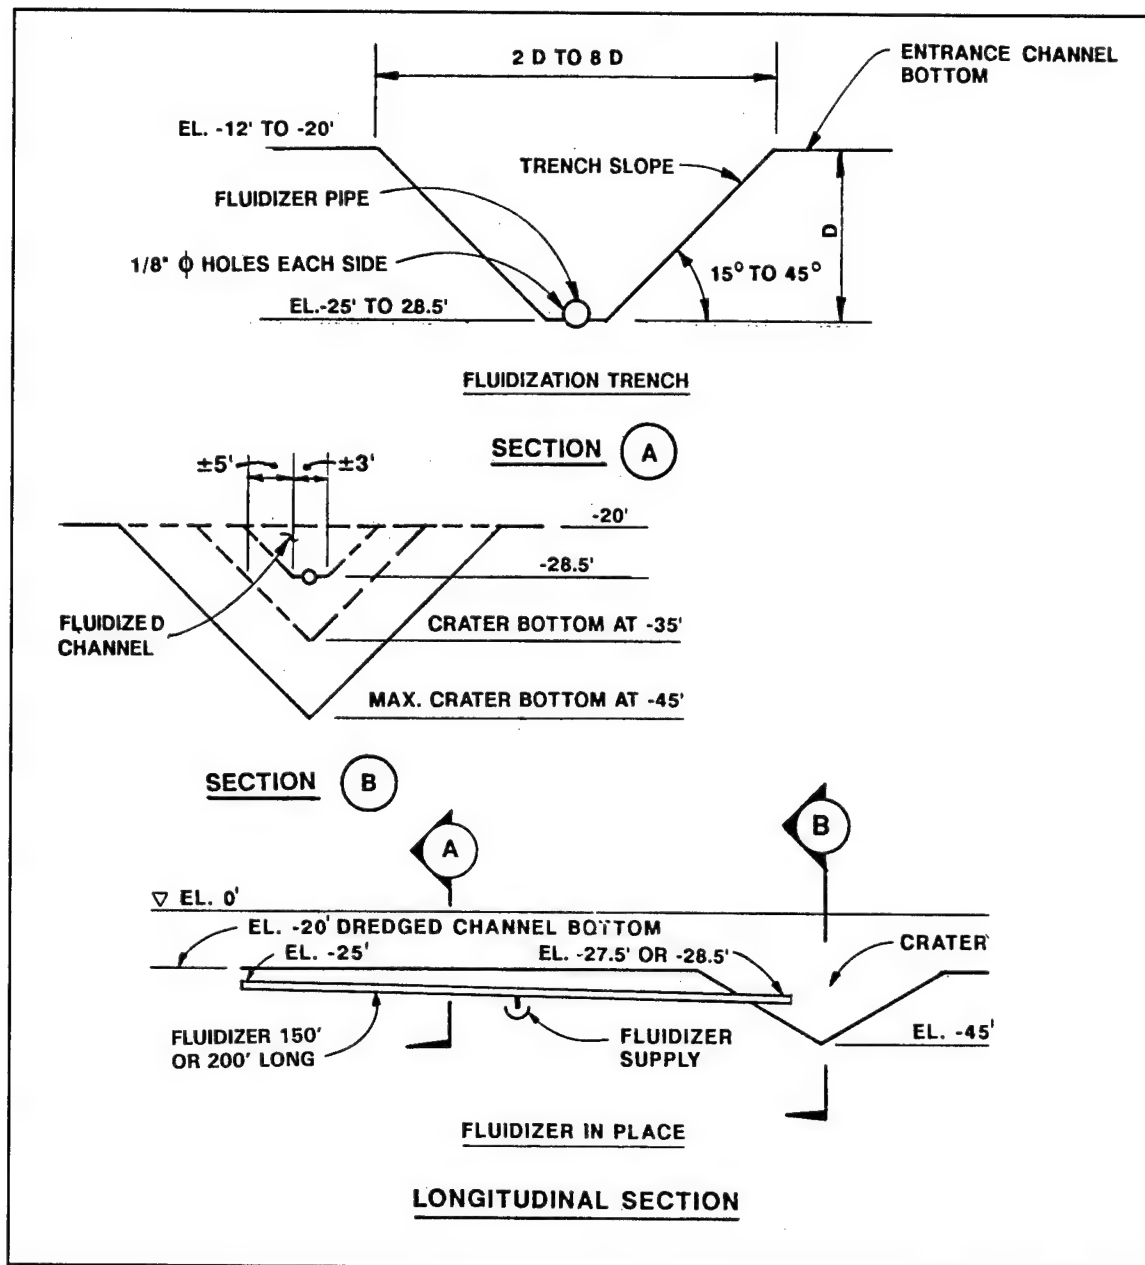 2 D TO 8 D
ENTRANCE CHANNEL
BOTTOM
EL. -12' TO -20'
TRENCH SLOPE
FLUIDIZER PIPE
D
1/8" ϕ HOLES EACH SIDE
15° TO 45°
EL.-25' TO 28.5'
FLUIDIZATION TRENCH
SECTION A
±5' ±3'
-20'
-28.5'
FLUIDIZED
CHANNEL
CRATER BOTTOM AT -35'
MAX. CRATER BOTTOM AT -45'
SECTION B
A
B
EL. 0'
EL. -20' DREDGED CHANNEL BOTTOM
CRATER
EL. -25'
EL. -27.5' OR -28.5'
FLUIDIZER 150'
OR 200' LONG
FLUIDIZER
SUPPLY
EL. -45'
FLUIDIZER IN PLACE
LONGITUDINAL SECTION